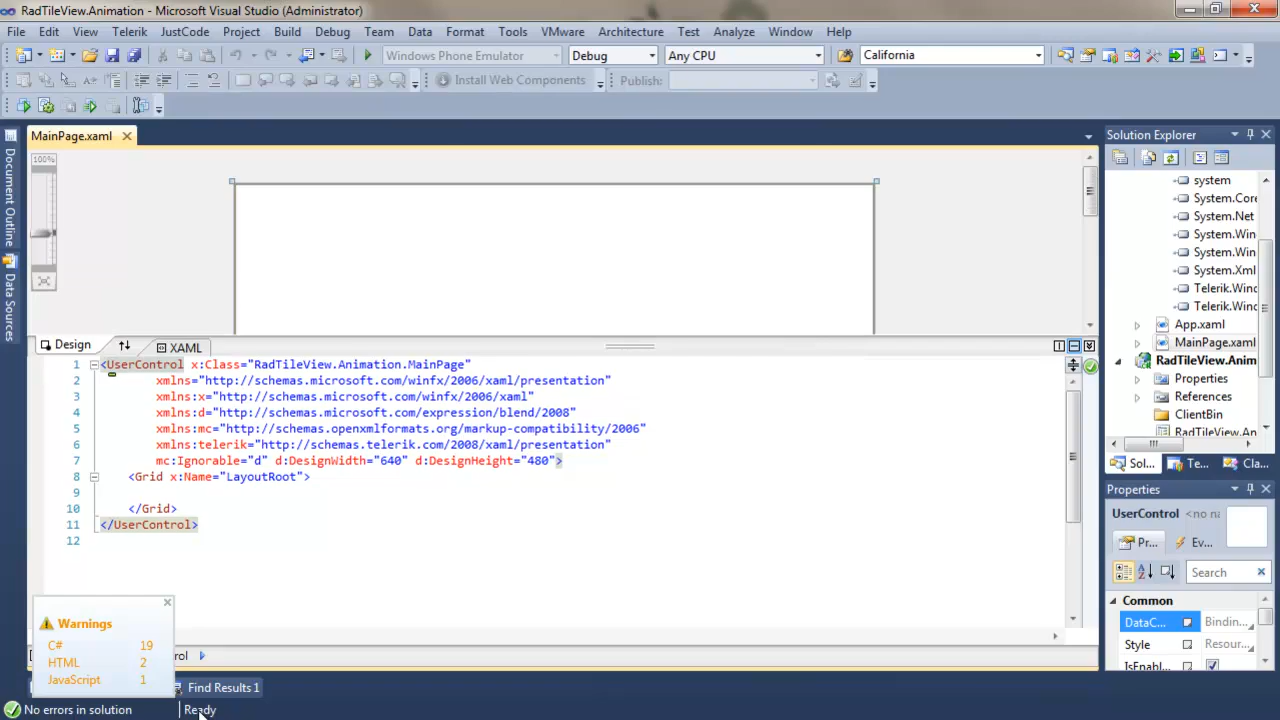 RadTileView.Animation - Microsoft Visual Studio (Administrator)
File Edit View Telerik JustCode Project Build Debug Team Data Format Tools VMware Architecture Test Analyze Window Help
Windows Phone Emulator Debug Any CPU California
Install Web Components Publish:
MainPage.xaml
Solution Explorer
100%
Document Outline
Data Sources
system
System.Core
System.Net
System.Win
System.Win
System.Xml
Telerik.Winc
Telerik.Winc
App.xaml
MainPage.xaml
RadTileView.Anim
Properties
References
ClientBin
RadTileView.An
Design XAML
1 <UserControl x:Class="RadTileView.Animation.MainPage"
2 xmlns="http://schemas.microsoft.com/winfx/2006/xaml/presentation"
3 xmlns:x="http://schemas.microsoft.com/winfx/2006/xaml"
4 xmlns:d="http://schemas.microsoft.com/expression/blend/2008"
5 xmlns:mc="http://schemas.openxmlformats.org/markup-compatibility/2006"
6 xmlns:telerik="http://schemas.telerik.com/2008/xaml/presentation"
7 mc:Ignorable="d" d:DesignWidth="640" d:DesignHeight="480">
8 <Grid x:Name="LayoutRoot">
9
10 </Grid>
11 </UserControl>
12
Sol... Te... Cla...
Properties
UserControl <no na
Pr... Ev...
Search
Common
DataC... Bindin...
Style Resour...
IsEnabl
Warnings
C# 19
HTML 2
JavaScript 1
rol
Find Results 1
No errors in solution Ready